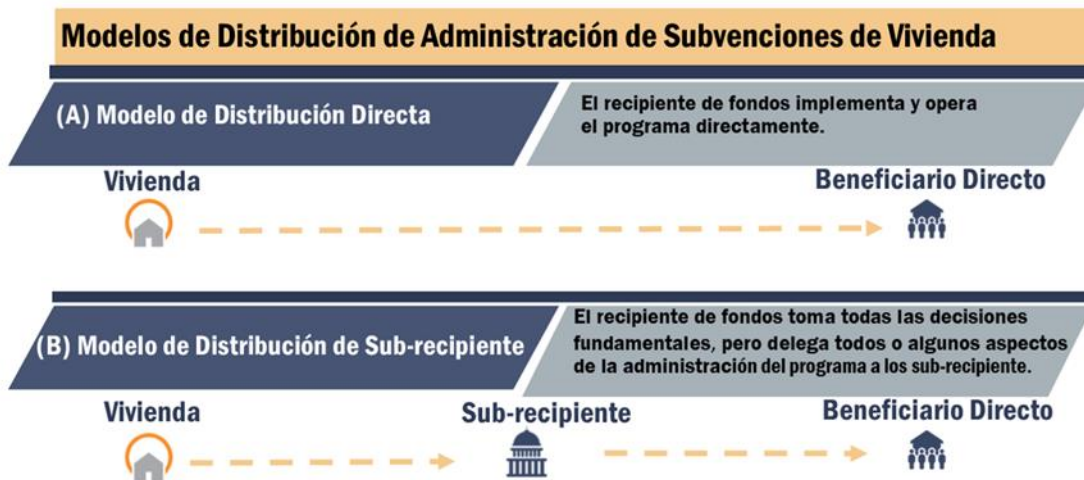 Modelos de Distribución de Administración de Subvenciones de Vivienda
(A) Modelo de Distribución Directa
El recipiente de fondos implementa y opera
el programa directamente.
Vivienda
Beneficiario Directo
(B) Modelo de Distribución de Sub-recipiente
El recipiente de fondos toma todas las decisiones
fundamentales, pero delega todos o algunos aspectos
de la administración del programa a los sub-recipiente.
Vivienda
Sub-recipiente
Beneficiario Directo